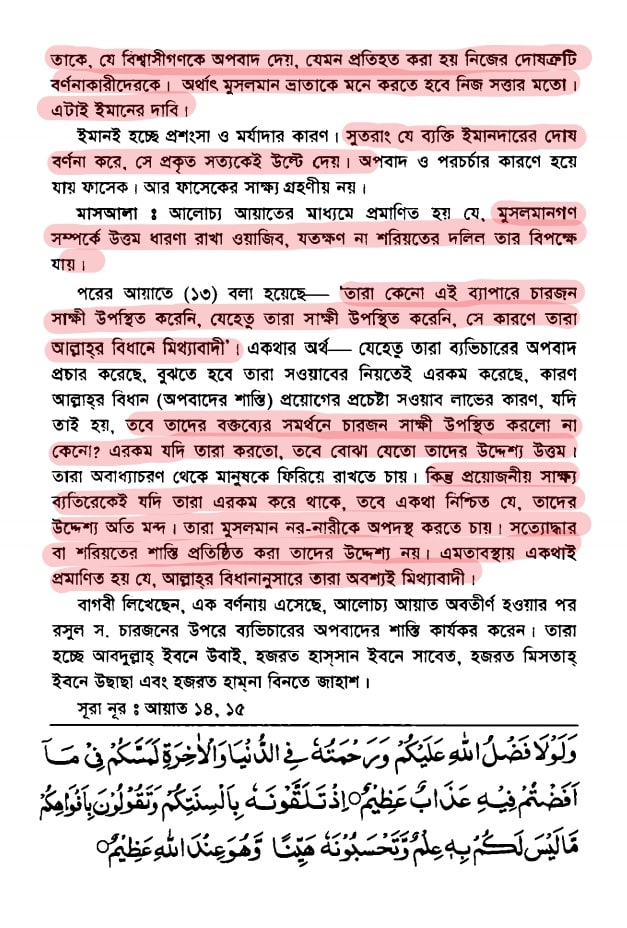 তাকে, যে বিশ্বাসীগণকে অপবাদ দেয়, যেমন প্রতিহত করা হয় নিজের দোষত্রুটি
বর্ণনাকারীদেরকে। অর্থাৎ মুসলমান ভ্রাতাকে মনে করতে হবে নিজ সত্তার মতো।
এটাই ইমানের দাবি।
ইমানই হচ্ছে প্রশংসা ও মর্যাদার কারণ। সুতরাং যে ব্যক্তি ইমানদারের দোষ
বর্ণনা করে, সে প্রকৃত সত্যকেই উল্টে দেয়। অপবাদ ও পরচর্চার কারণে হয়ে
যায় ফাসেক। আর ফাসেকের সাক্ষ্য গ্রহণীয় নয়।
মাসআলা : আলোচ্য আয়াতের মাধ্যমে প্রমাণিত হয় যে, মুসলমানগণ
সম্পর্কে উত্তম ধারণা রাখা ওয়াজিব, যতক্ষণ না শরিয়তের দলিল তার বিপক্ষে
যায়।
পরের আয়াতে (১৩) বলা হয়েছে— 'তারা কেনো এই ব্যাপারে চারজন
সাক্ষী উপস্থিত করেনি, যেহেতু তারা সাক্ষী উপস্থিত করেনি, সে কারণে তারা
আল্লাহ্‌র বিধানে মিথ্যাবাদী'। একথার অর্থ— যেহেতু তারা ব্যভিচারের অপবাদ
প্রচার করেছে, বুঝতে হবে তারা সওয়াবের নিয়তেই এরকম করেছে, কারণ
আল্লাহ্‌র বিধান (অপবাদের শাস্তি) প্রয়োগের প্রচেষ্টা সওয়াব লাভের কারণ, যদি
তাই হয়, তবে তাদের বক্তব্যের সমর্থনে চারজন সাক্ষী উপস্থিত করলো না
কেনো? এরকম যদি তারা করতো, তবে বোঝা যেতো তাদের উদ্দেশ্য উত্তম।
তারা অবাধ্যাচরণ থেকে মানুষকে ফিরিয়ে রাখতে চায়। কিন্তু প্রয়োজনীয় সাক্ষ্য
ব্যতিরেকেই যদি তারা এরকম করে থাকে, তবে একথা নিশ্চিত যে, তাদের
উদ্দেশ্য অতি মন্দ। তারা মুসলমান নর-নারীকে অপদস্থ করতে চায়। সত্যোদ্ধার
বা শরিয়তের শাস্তি প্রতিষ্ঠিত করা তাদের উদ্দেশ্য নয়। এমতাবস্থায় একথাই
প্রমাণিত হয় যে, আল্লাহ্‌র বিধানানুসারে তারা অবশ্যই মিথ্যাবাদী।
বাগবী লিখেছেন, এক বর্ণনায় এসেছে, আলোচ্য আয়াত অবতীর্ণ হওয়ার পর
রসুল স. চারজনের উপরে ব্যভিচারের অপবাদের শাস্তি কার্যকর করেন। তারা
হচ্ছে আবদুল্লাহ্ ইবনে উবাই, হজরত হাস্‌সান ইবনে সাবেত, হজরত মিসতাহ্
ইবনে উছাছা এবং হজরত হাম্‌না বিনতে জাহাশ।
সূরা নূর : আয়াত ১৪, ১৫
وَلَوْلَا فَضْلُ اللّٰهِ عَلَيْكُمْ وَرَحْمَتُهٗ فِي الدُّنْيَا وَالْاٰخِرَةِ لَمَسَّكُمْ فِيْ مَآ
اَفَضْتُمْ فِيْهِ عَذَابٌ عَظِيْمٌ ○ اِذْ تَلَقَّوْنَهٗ بِاَلْسِنَتِكُمْ وَتَقُوْلُوْنَ بِاَفْوَاهِكُمْ
مَّا لَيْسَ لَكُمْ بِهٖ عِلْمٌ وَّتَحْسَبُوْنَهٗ هَيِّنًا وَّهُوَ عِنْدَ اللّٰهِ عَظِيْمٌ ○